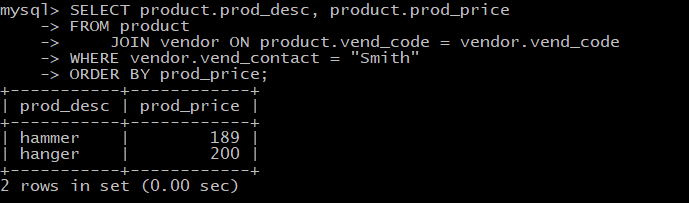 mysql> SELECT product.prod_desc, product.prod_price
    -> FROM product
    ->     JOIN vendor ON product.vend_code = vendor.vend_code
    -> WHERE vendor.vend_contact = "Smith"
    -> ORDER BY prod_price;
+-----------+------------+
| prod_desc | prod_price |
+-----------+------------+
| hammer    |        189 |
| hanger    |        200 |
+-----------+------------+
2 rows in set (0.00 sec)